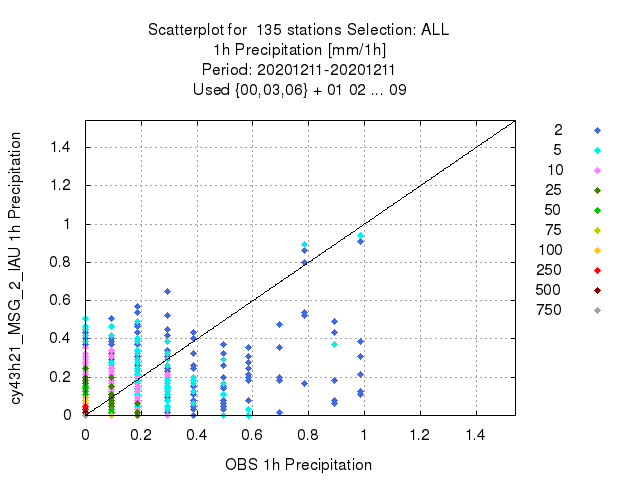 Scatterplot for 135 stations Selection: ALL
1h Precipitation [mm/1h]
Period: 20201211-20201211
Used {00,03,06} + 01 02 ... 09
cy43h21_MSG_2_IAU 1h Precipitation
1.4
1.2
1
0.8
0.6
0.4
0.2
0
0 0.2 0.4 0.6 0.8 1 1.2 1.4
OBS 1h Precipitation
2
5
10
25
50
75
100
250
500
750